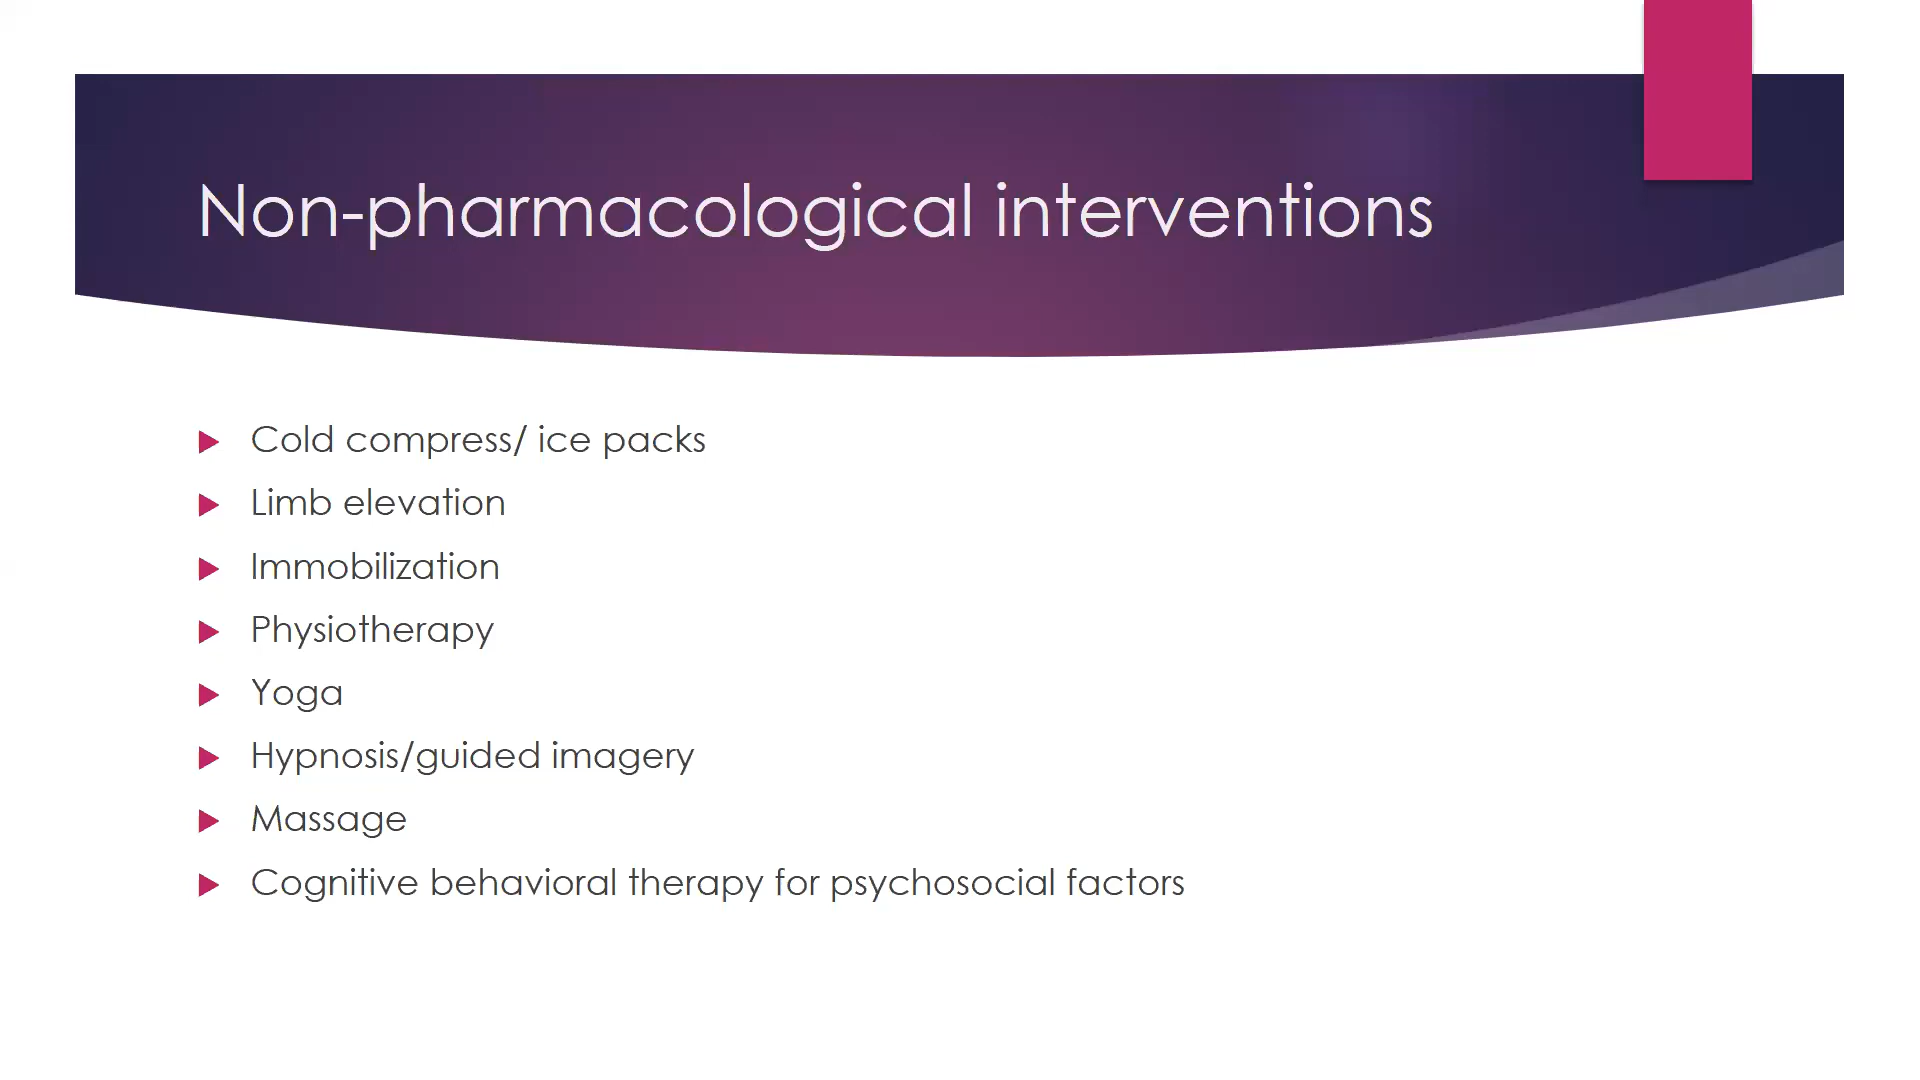 Non-pharmacological interventions
Cold compress/ ice packs
Limb elevation
Immobilization
Physiotherapy
Yoga
Hypnosis/guided imagery
Massage
Cognitive behavioral therapy for psychosocial factors